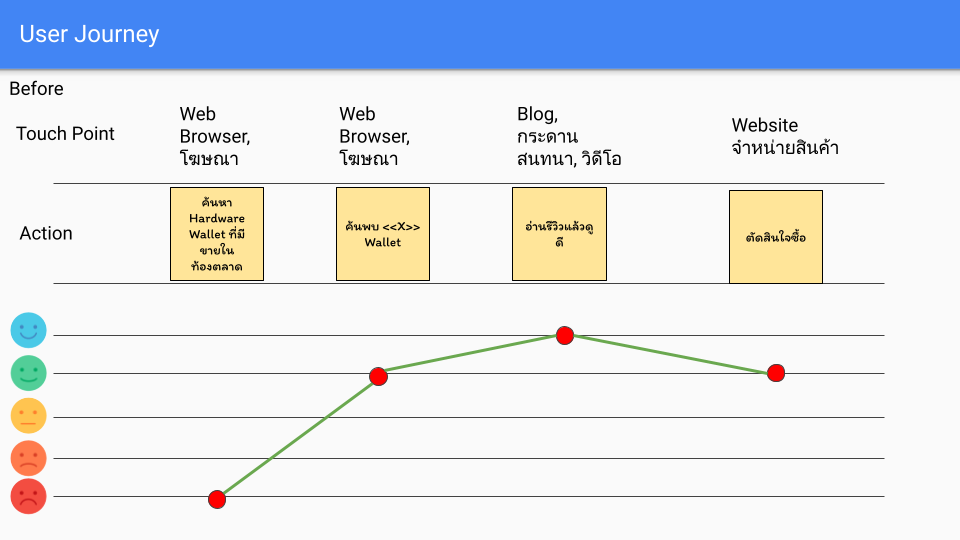 User Journey
Before
Touch Point
Web
Browser,
โฆษณา
Web
Browser,
โฆษณา
Blog,
กระดาน
สนทนา, วิดีโอ
Website
จำหน่ายสินค้า
Action
ค้นหา
Hardware
Wallet ที่มี
ขายใน
ท้องตลาด
ค้นพบ <<X>>
Wallet
อ่านรีวิวแล้วดู
ดี
ตัดสินใจซื้อ